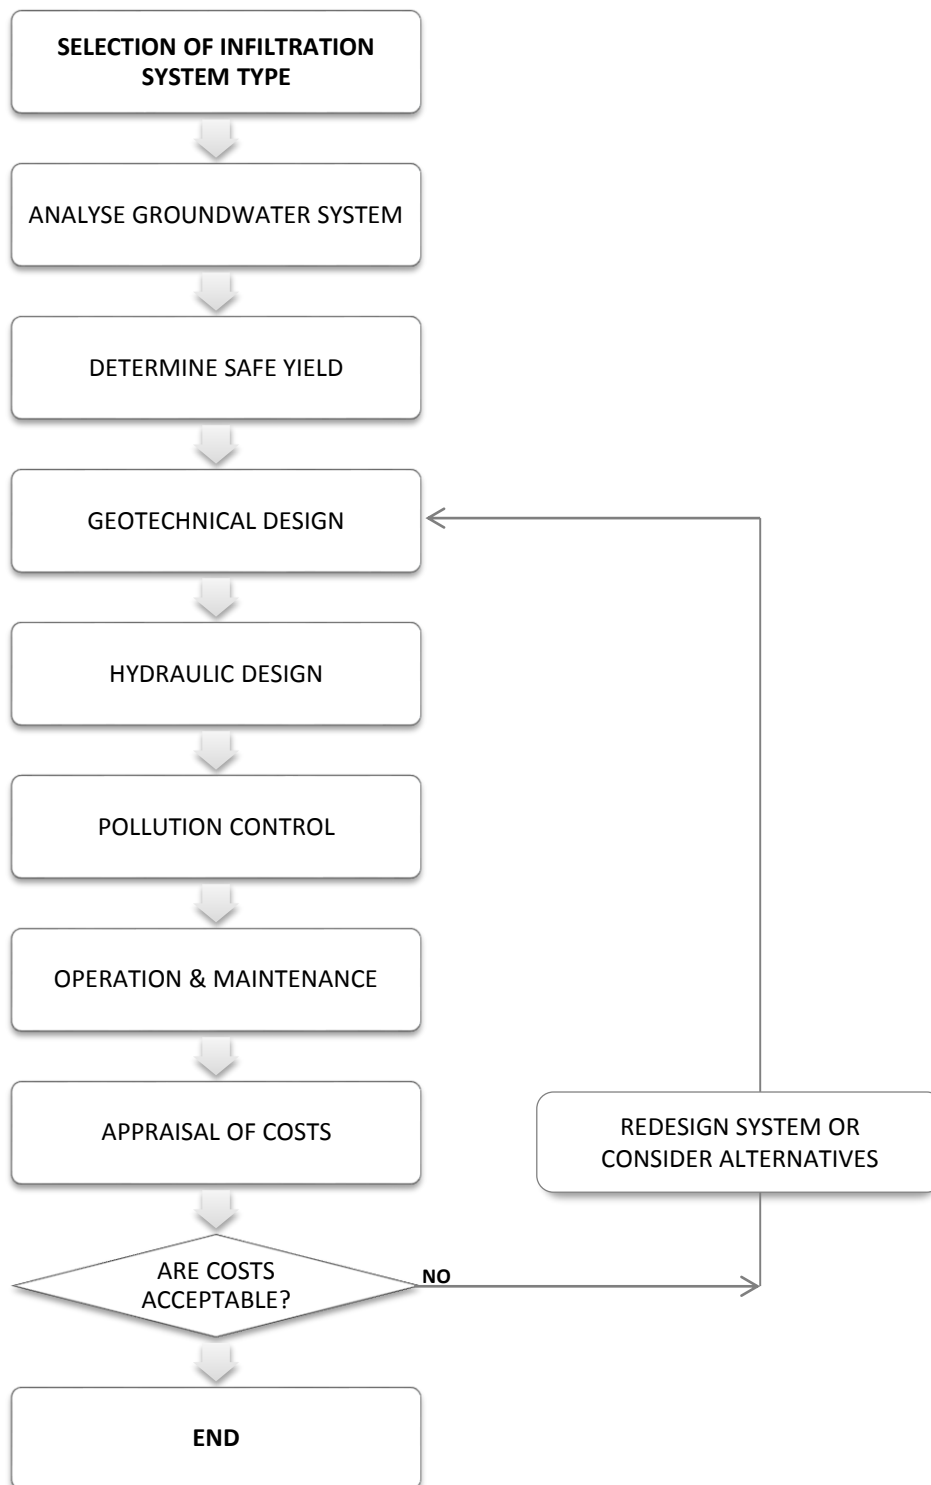 SELECTION OF INFILTRATION
SYSTEM TYPE
ANALYSE GROUNDWATER SYSTEM
DETERMINE SAFE YIELD
GEOTECHNICAL DESIGN
HYDRAULIC DESIGN
POLLUTION CONTROL
OPERATION & MAINTENANCE
APPRAISAL OF COSTS
REDESIGN SYSTEM OR
CONSIDER ALTERNATIVES
ARE COSTS
ACCEPTABLE?
NO
END